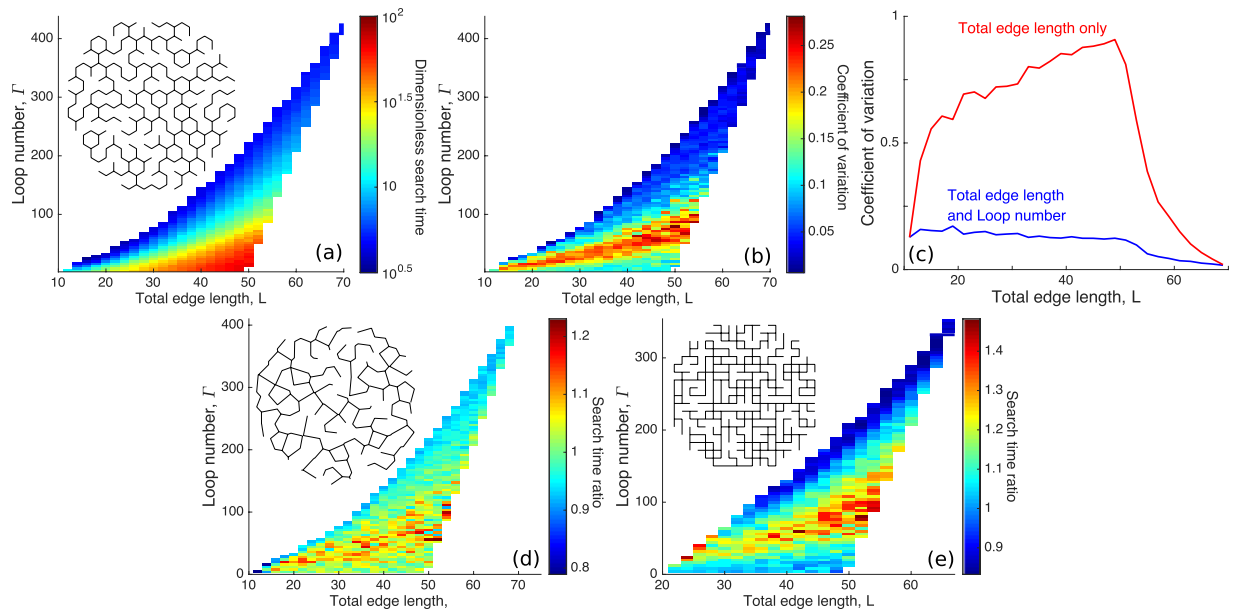 400
300
200
100
Loop number, Γ
10 20 30 40 50 60 70
Total edge length, L
(a)
10^2
10^1.5
10^1
10^0.5
Dimensionless search time
400
300
200
100
Loop number, Γ
10 20 30 40 50 60 70
Total edge length, L
(b)
0.25
0.20
0.15
0.10
0.05
Coefficient of variation
1
0.5
0
Coefficient of variation
Total edge length only
Total edge length
and Loop number
(c)
20 40 60
Total edge length, L
400
300
200
100
0
Loop number, Γ
10 20 30 40 50 60 70
Total edge length,
(d)
1.2
1.1
1
0.9
0.8
Search time ratio
300
200
100
0
Loop number, Γ
20 30 40 50 60
Total edge length, L
(e)
1.4
1.3
1.2
1.1
1
0.9
Search time ratio